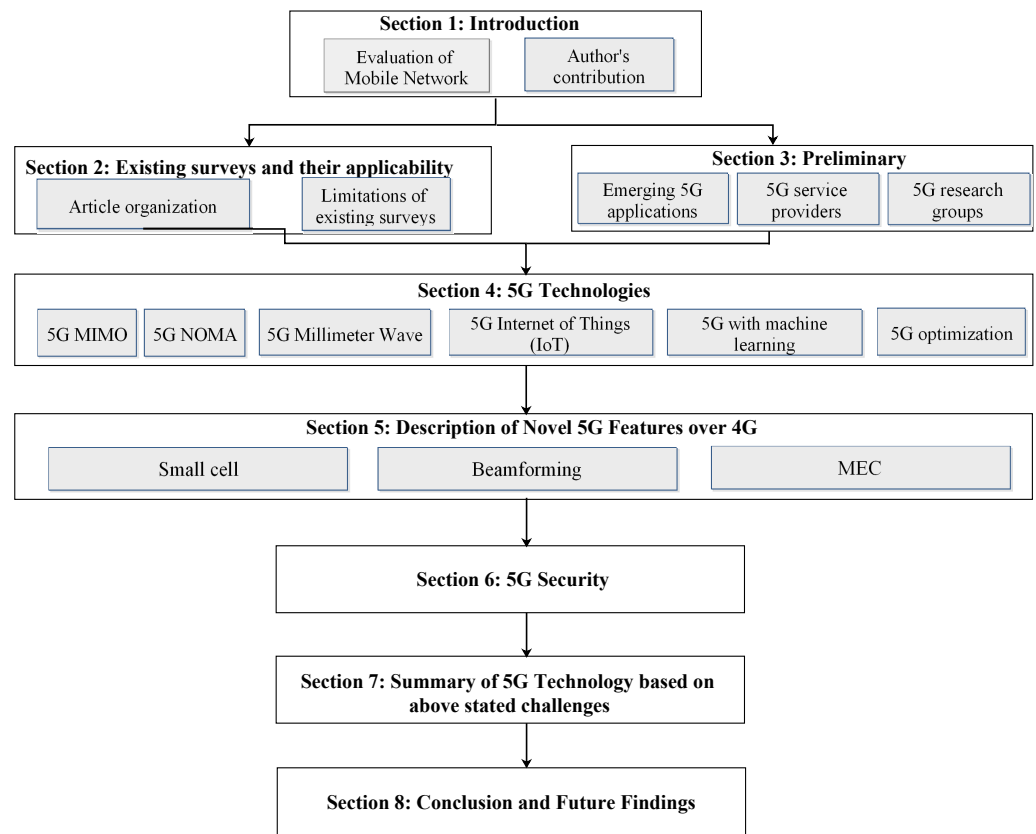 Section 1: Introduction
Evaluation of
Mobile Network
Author's
contribution
Section 2: Existing surveys and their applicability
Article organization
Limitations of
existing surveys
Section 3: Preliminary
Emerging 5G
applications
5G service
providers
5G research
groups
Section 4: 5G Technologies
5G MIMO
5G NOMA
5G Millimeter Wave
5G Internet of Things
(IoT)
5G with machine
learning
5G optimization
Section 5: Description of Novel 5G Features over 4G
Small cell
Beamforming
MEC
Section 6: 5G Security
Section 7: Summary of 5G Technology based on
above stated challenges
Section 8: Conclusion and Future Findings